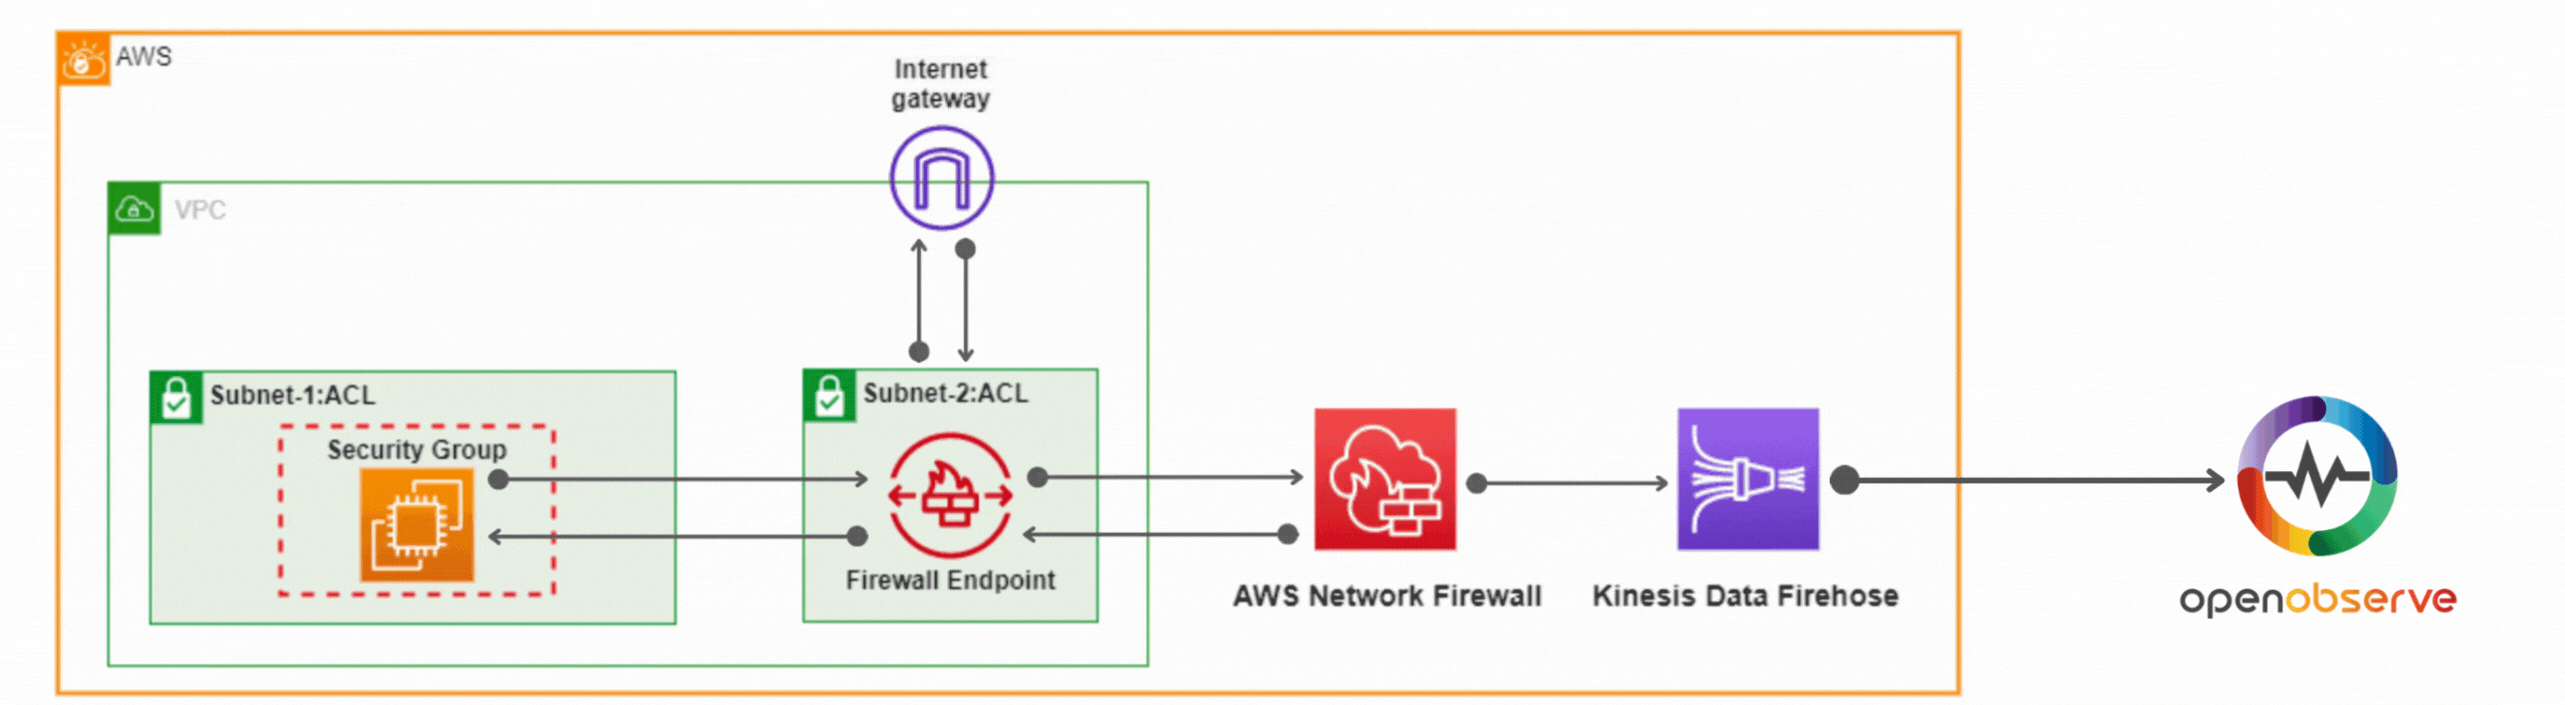 AWS
Internet
gateway
VPC
Subnet-1:ACL
Subnet-2:ACL
Security Group
Firewall Endpoint
AWS Network Firewall
Kinesis Data Firehose
openobserve